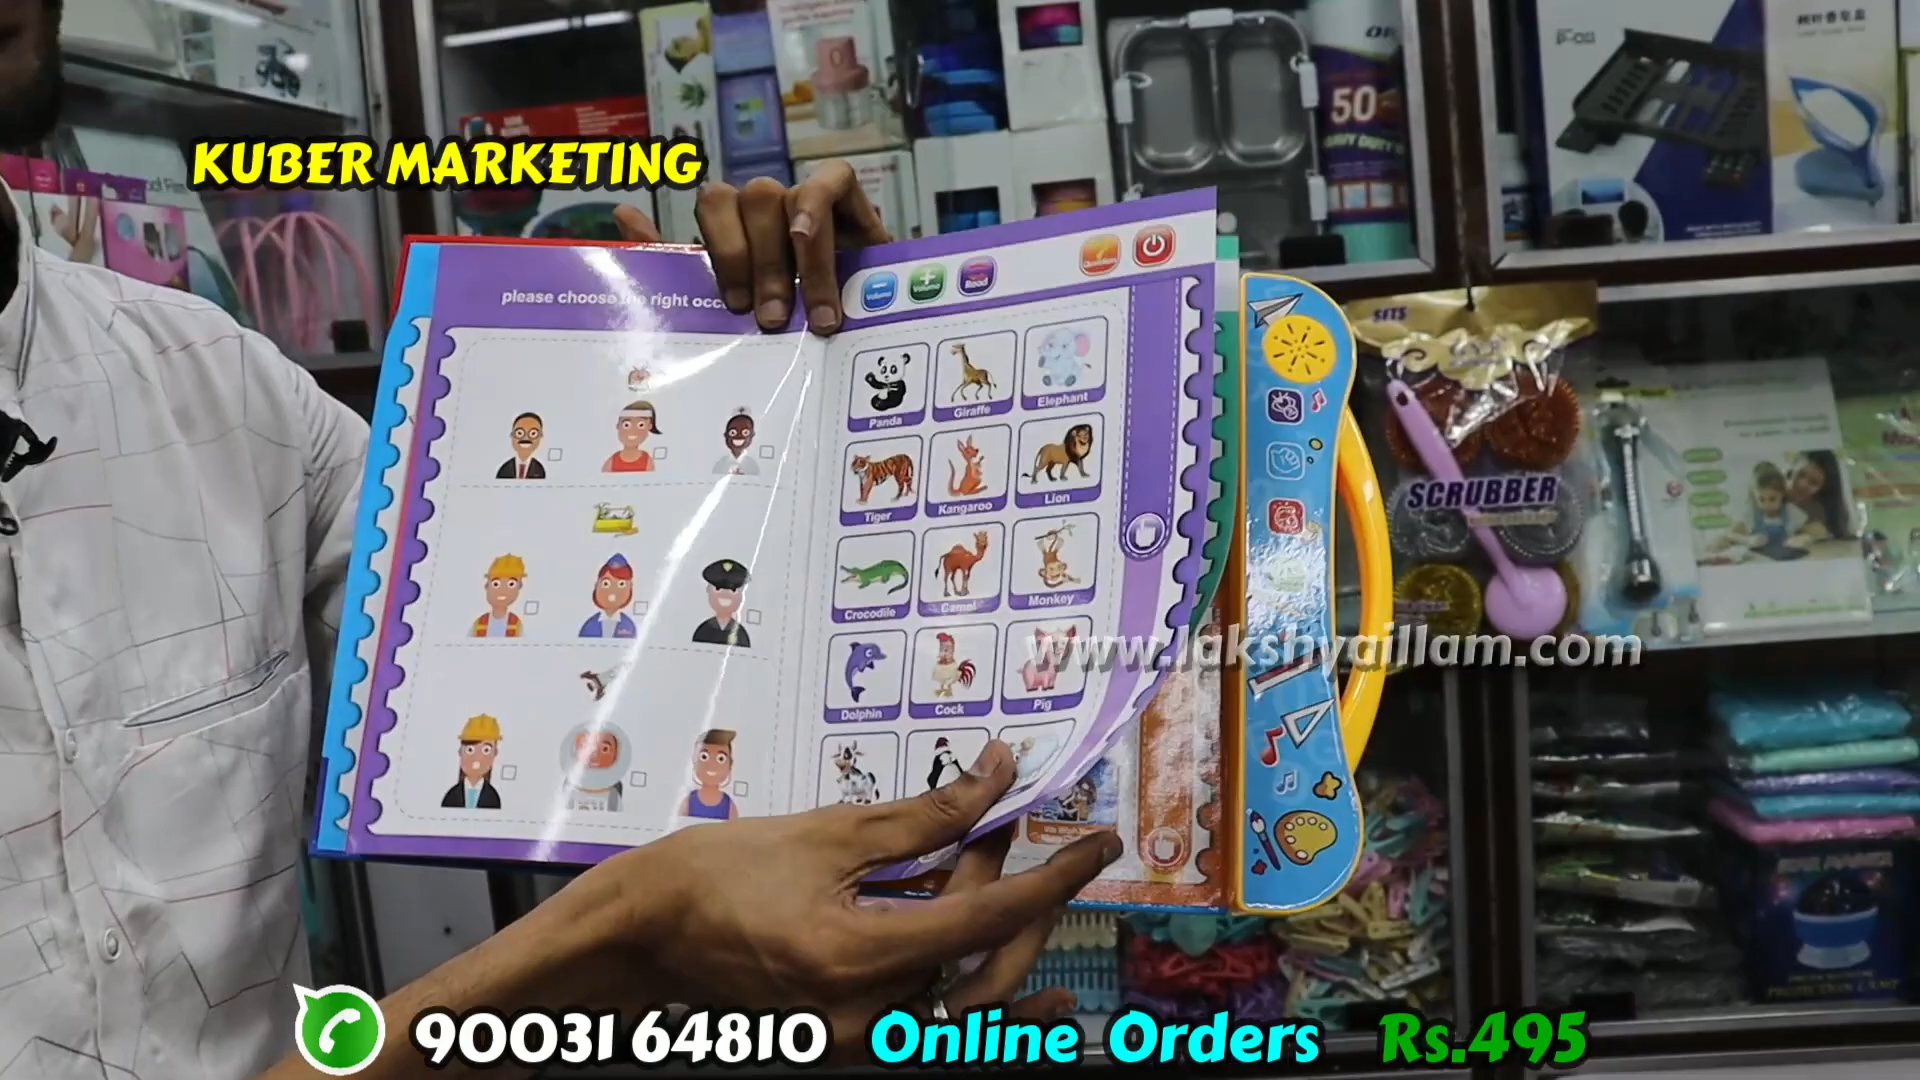 KUBER MARKETING
please choose the right occ
Volume
Volume
Read
Panda
Giraffe
Elephant
Tiger
Kangaroo
Lion
Crocodile
Camel
Monkey
Dolphin
Cock
Pig
50
SETS
SCRUBBER
www.lakshyaillam.com
90031 64810 Online Orders Rs.495